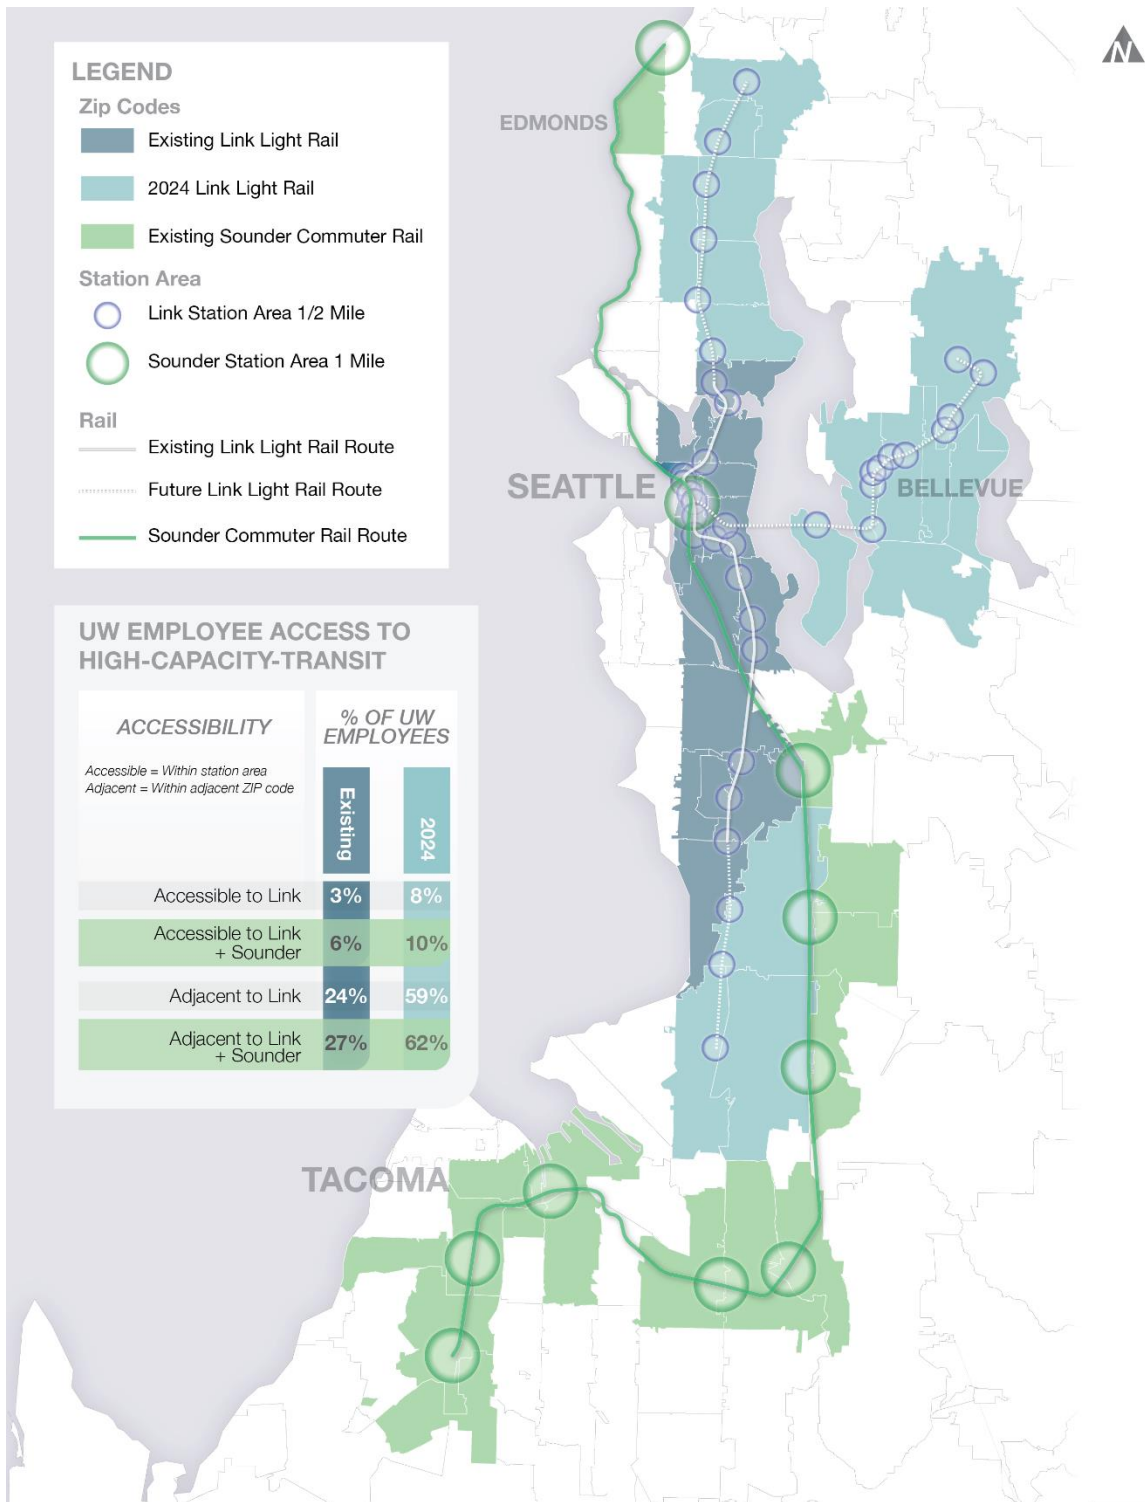 N
LEGEND
Zip Codes
Existing Link Light Rail
2024 Link Light Rail
Existing Sounder Commuter Rail
Station Area
Link Station Area 1/2 Mile
Sounder Station Area 1 Mile
Rail
Existing Link Light Rail Route
Future Link Light Rail Route
Sounder Commuter Rail Route
EDMONDS
SEATTLE
BELLEVUE
TACOMA
UW EMPLOYEE ACCESS TO
HIGH-CAPACITY-TRANSIT
ACCESSIBILITY
% OF UW
EMPLOYEES
Accessible = Within station area
Adjacent = Within adjacent ZIP code
Existing
2024
Accessible to Link 3% 8%
Accessible to Link
+ Sounder 6% 10%
Adjacent to Link 24% 59%
Adjacent to Link
+ Sounder 27% 62%